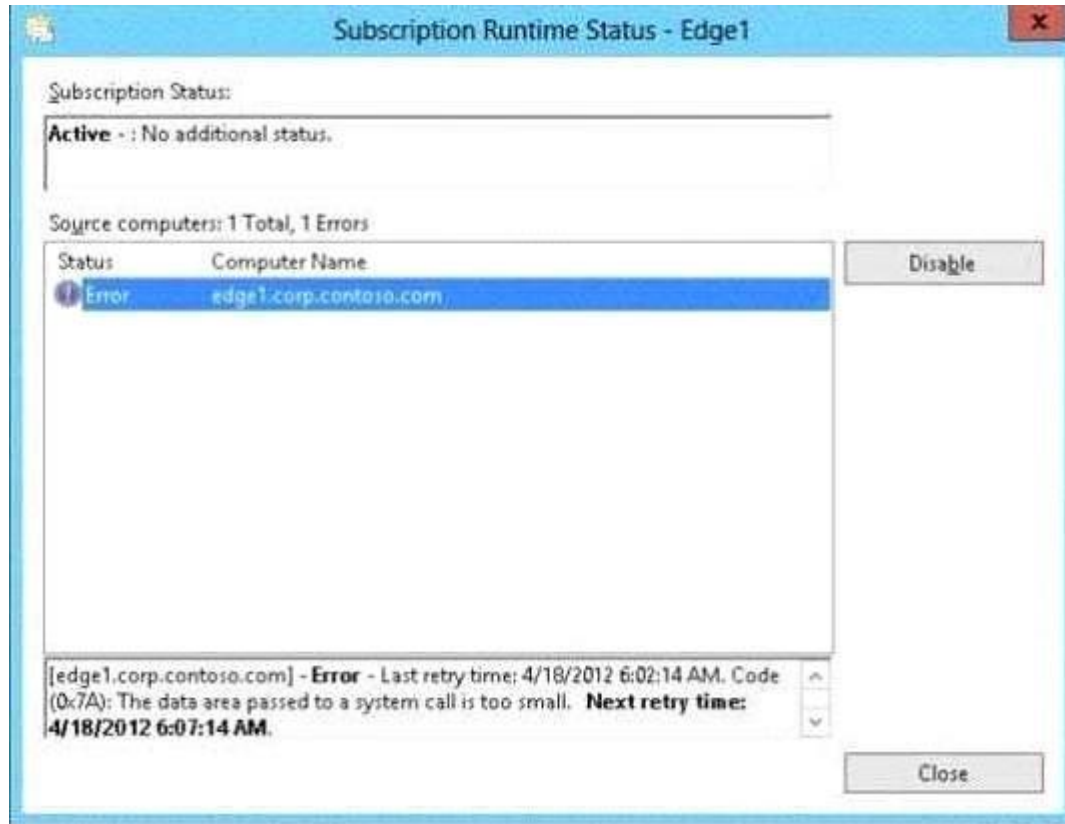 Subscription Runtime Status - Edge1
x
Subscription Status:
Active - : No additional status.
Source computers: 1 Total, 1 Errors
Status Computer Name
Disable
Error edge1.corp.contoso.com
[edge1.corp.contoso.com] - Error - Last retry time: 4/18/2012 6:02:14 AM. Code
(0x7A): The data area passed to a system call is too small. Next retry time:
4/18/2012 6:07:14 AM.
Close